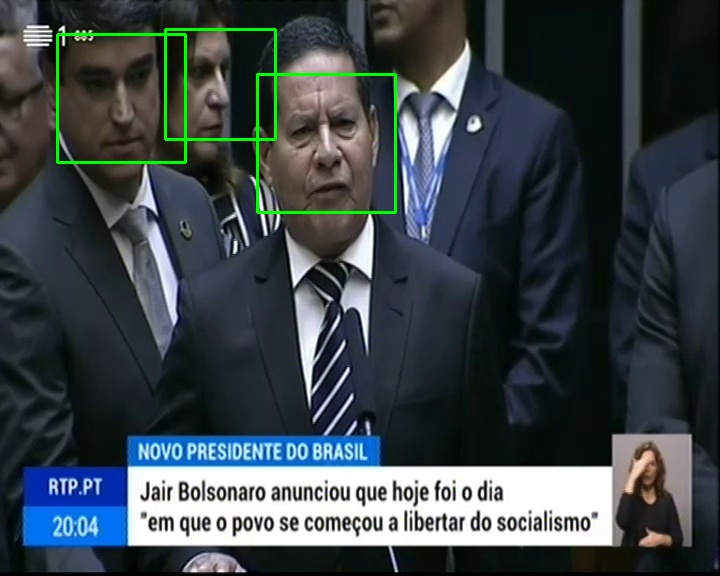 1
NOVO PRESIDENTE DO BRASIL
RTP.PT
Jair Bolsonaro anunciou que hoje foi o dia
20:04
"em que o povo se começou a libertar do socialismo"